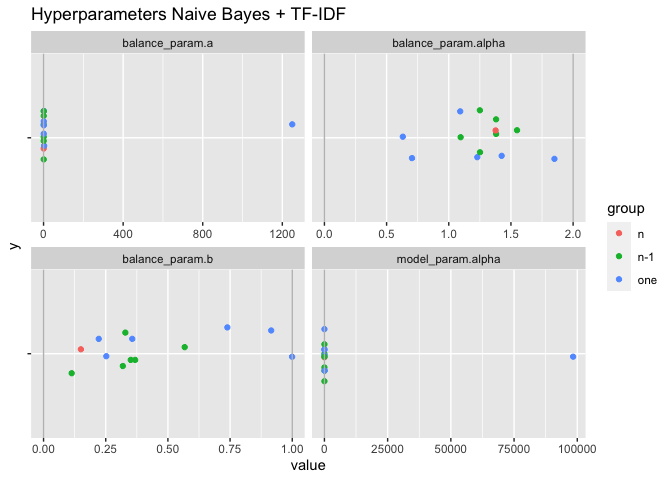 Hyperparameters Naive Bayes + TF-IDF
balance_param.a
balance_param.alpha
0 400 800 1200
0.0 0.5 1.0 1.5 2.0
balance_param.b
model_param.alpha
0.00 0.25 0.50 0.75 1.00
0 25000 50000 75000 100000
y
value
group
n
n-1
one